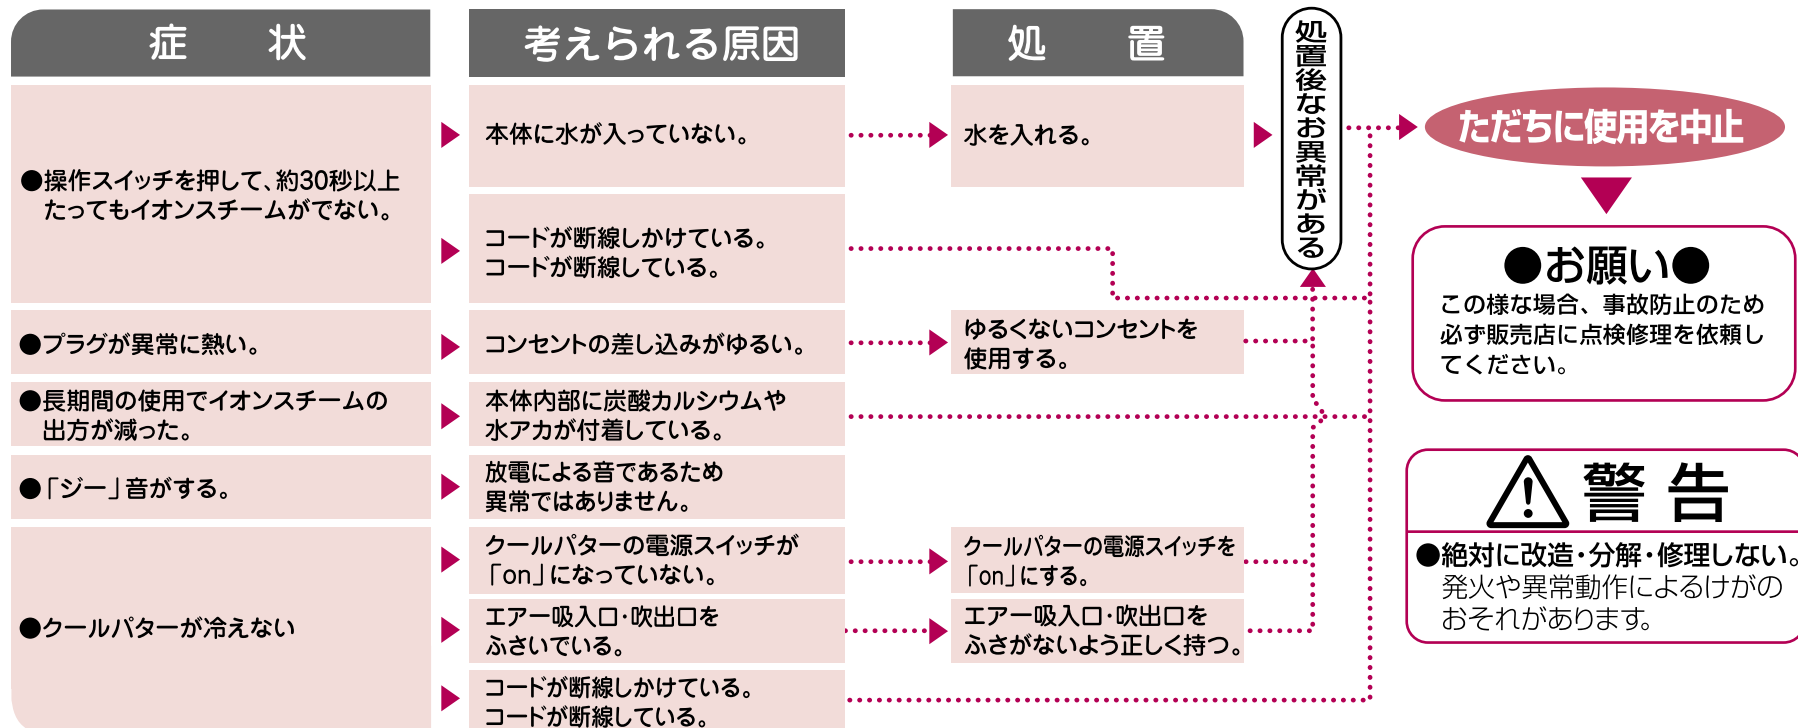 症 状
考えられる原因
処 置
処置後なお異常がある
●操作スイッチを押して、約30秒以上
たってもイオンスチームがでない。
本体に水が入っていない。
水を入れる。
コードが断線しかけている。
コードが断線している。
●プラグが異常に熱い。
コンセントの差し込みがゆるい。
ゆるくないコンセントを
使用する。
●長期間の使用でイオンスチームの
出方が減った。
本体内部に炭酸カルシウムや
水アカが付着している。
●「ジー」音がする。
放電による音であるため
異常ではありません。
●クールパターが冷えない
クールパターの電源スイッチが
「on」になっていない。
クールパターの電源スイッチを
「on」にする。
エアー吸入口・吹出口を
ふさいでいる。
エアー吸入口・吹出口を
ふさがないよう正しく持つ。
コードが断線しかけている。
コードが断線している。
ただちに使用を中止
●お願い●
この様な場合、事故防止のため
必ず販売店に点検修理を依頼し
てください。
警告
●絶対に改造・分解・修理しない。
発火や異常動作によるけがの
おそれがあります。